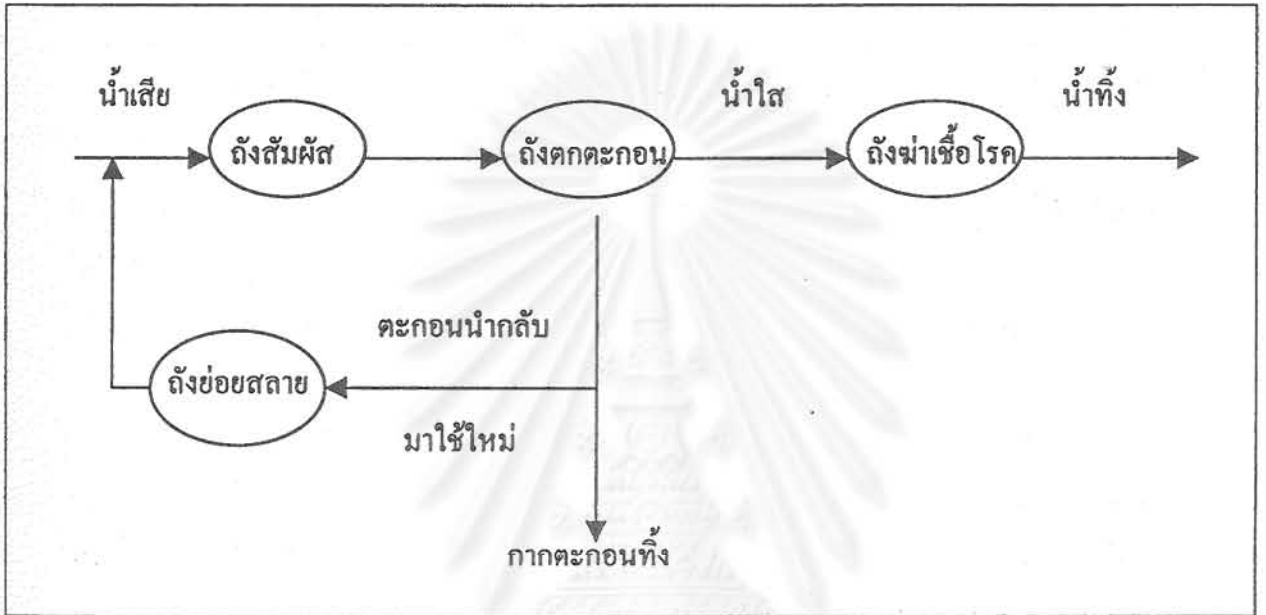 น้ำเสีย
น้ำใส
น้ำทิ้ง
ถังสัมผัส
ถังตกตะกอน
ถังฆ่าเชื้อโรค
ตะกอนนำกลับ
ถังย่อยสลาย
มาใช้ใหม่
กากตะกอนทิ้ง